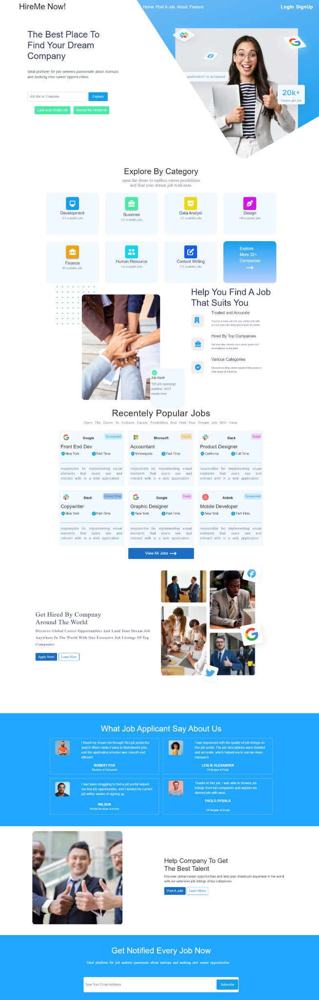 HireMe Now!
Home Post A Job About Feature
Login SignUp
The Best Place To
Find Your Dream
Company
Ideal platform for job seekers passionate about startups
and seeking new career opportunities.
Job title or Company
Explore
Land your Dream job
Recruit the Perfect fit
application is accpeted
20k+
People get job
Explore By Category
open the doors to endless career posibilities
and find your dream job with ease.
Development
512 available jobs
Bussines
223 available jobs
Data Analyst
125 available jobs
Design
400 available jobs
Finance
49 available jobs
Human Resource
116 available jobs
Content Writing
323 available jobs
Explore
More 32+
Companies
Help You Find A Job
That Suits You
Trusted and Accurate
Trust us to help you find your perfect job with
our accurate job listing and reliable job portal.
Hired By Top Companies
Get one step closerto your career goals and
be employed by the best
Various Categories
Discover exciting career opportunities across a
wide range of industries
Job Alert!
104 job openings
avilable, don't
waste time
Recentely Popular Jobs
Open The Doors To Endless Career Posibilities And Find Your Dream Job With Ease
Google
Development
Front End Dev
New York
Part-Time
responsible for implementing visual
elements that users see and
interact with in a web application
Microsoft
Finance
Accountant
Minneapolis
Part-Time
responsible for implementing visual
elements that users see and
interact with in a web application
Slack
Design
Product Designer
California
Full-Time
responsible for implementing visual
elements that users see and
interact with in a web application
Slack
Content Writer
Copywriter
New York
Part-Time
responsible for implementing visual
elements that users see and
interact with in a web application
Google
Design
Graphic Designer
New York
Part-Time
responsible for implementing visual
elements that users see and
interact with in a web application
Airbnb
Development
Mobile Developer
New York
Part-Time
responsible for implementing visual
elements that users see and
interact with in a web application
View All Jobs
Get Hired By Compnay
Around The World
Discover Global Career Opportunities And Land Your Dream Job
Anywhere In The World With Our Extensive Job Listings Of Top
Companies
Apply Now!
Learn More
What Job Applicant Say About Us
I found my dream job through this job portal,the
search filters made it easy to findrelevent jobs,
and the application process was smooth and
efficient.
ROBERT FOX
Illustrator at Tockopedia
I was impressed with the quality of job listings on
this job portal. The job descriptions were detailed
and accurate, which helped me to narrow down
mysearch
LESLIE ALEXANDER
UI designer at Gojek
I had been struggling to find a job portal helped
me find job opportunities, and I landed my current
job within weeks of signing up.
WILSON
Mobile Developer at Airbnb
Thanks to this job, I was able to browse job
listings from top companies and applyto my
desired job with ease.
PAOLO DYBALA
UX designer at Google
Help Company To Get
The Best Talent
Discover global career opportunities and land your dream job anywhere in the world
with our extensive job listings of top companies
Post A Job!
Learn More
Get Notified Every Job Now
Ideal platform for job seekers passionate about startups and seeking new career opportunities
Type Your Email Address
Subscribe